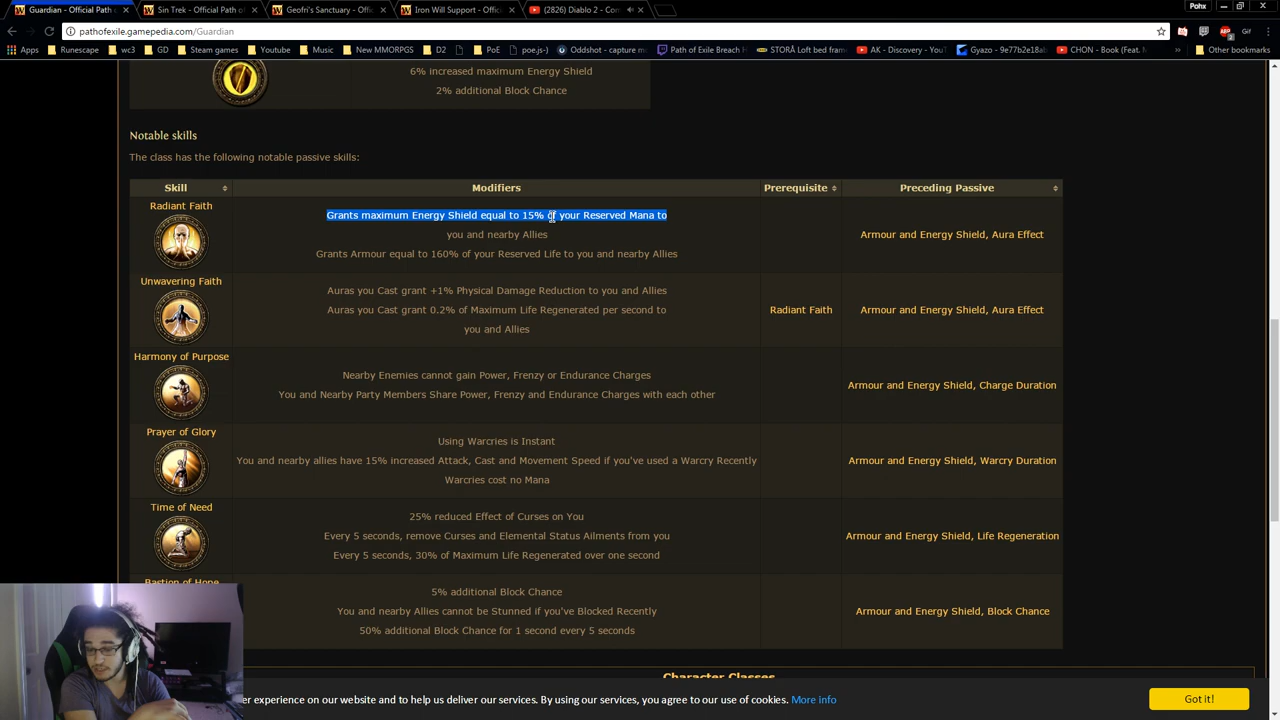 Guardian - Official Path of
Sin Trek - Official Path of
Geofri's Sanctuary - Offic
Iron Will Support - Offic
(2826) Diablo 2 - Com
Pohx
pathofexile.gamepedia.com/Guardian
Apps Runescape wc3 GD Steam games Youtube Music New MMORPGS D2 PoE poe.js-) Oddshot - capture m Path of Exile Breach H STORÅ Loft bed fram AK - Discovery - YouT Gyazo - 9e77b2e18ab CHON - Book (Feat. M Other bookmarks
6% increased maximum Energy Shield
2% additional Block Chance
Notable skills
The class has the following notable passive skills:
Skill Modifiers Prerequisite Preceding Passive
Radiant Faith
Grants maximum Energy Shield equal to 15% of your Reserved Mana to
you and nearby Allies
Grants Armour equal to 160% of your Reserved Life to you and nearby Allies
Armour and Energy Shield, Aura Effect
Unwavering Faith
Auras you Cast grant +1% Physical Damage Reduction to you and Allies
Auras you Cast grant 0.2% of Maximum Life Regenerated per second to
you and Allies
Radiant Faith
Armour and Energy Shield, Aura Effect
Harmony of Purpose
Nearby Enemies cannot gain Power, Frenzy or Endurance Charges
You and Nearby Party Members Share Power, Frenzy and Endurance Charges with each other
Armour and Energy Shield, Charge Duration
Prayer of Glory
Using Warcries is Instant
You and nearby allies have 15% increased Attack, Cast and Movement Speed if you've used a Warcry Recently
Warcries cost no Mana
Armour and Energy Shield, Warcry Duration
Time of Need
25% reduced Effect of Curses on You
Every 5 seconds, remove Curses and Elemental Status Ailments from you
Every 5 seconds, 30% of Maximum Life Regenerated over one second
Armour and Energy Shield, Life Regeneration
Bastion of Hope
5% additional Block Chance
You and nearby Allies cannot be Stunned if you've Blocked Recently
50% additional Block Chance for 1 second every 5 seconds
Armour and Energy Shield, Block Chance
Character Classes
er experience on our website and to help us deliver our services. By using our services, you agree to our use of cookies. More info
Got it!